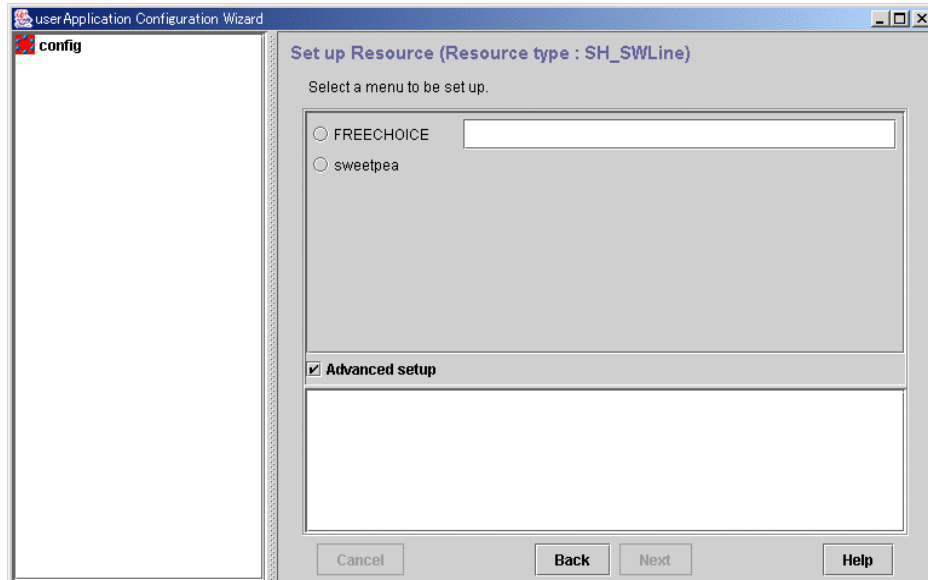 userApplication Configuration Wizard
config
Set up Resource (Resource type : SH_SWLine)
Select a menu to be set up.
FREECHOICE
sweetpea
Advanced setup
Cancel Back Next Help